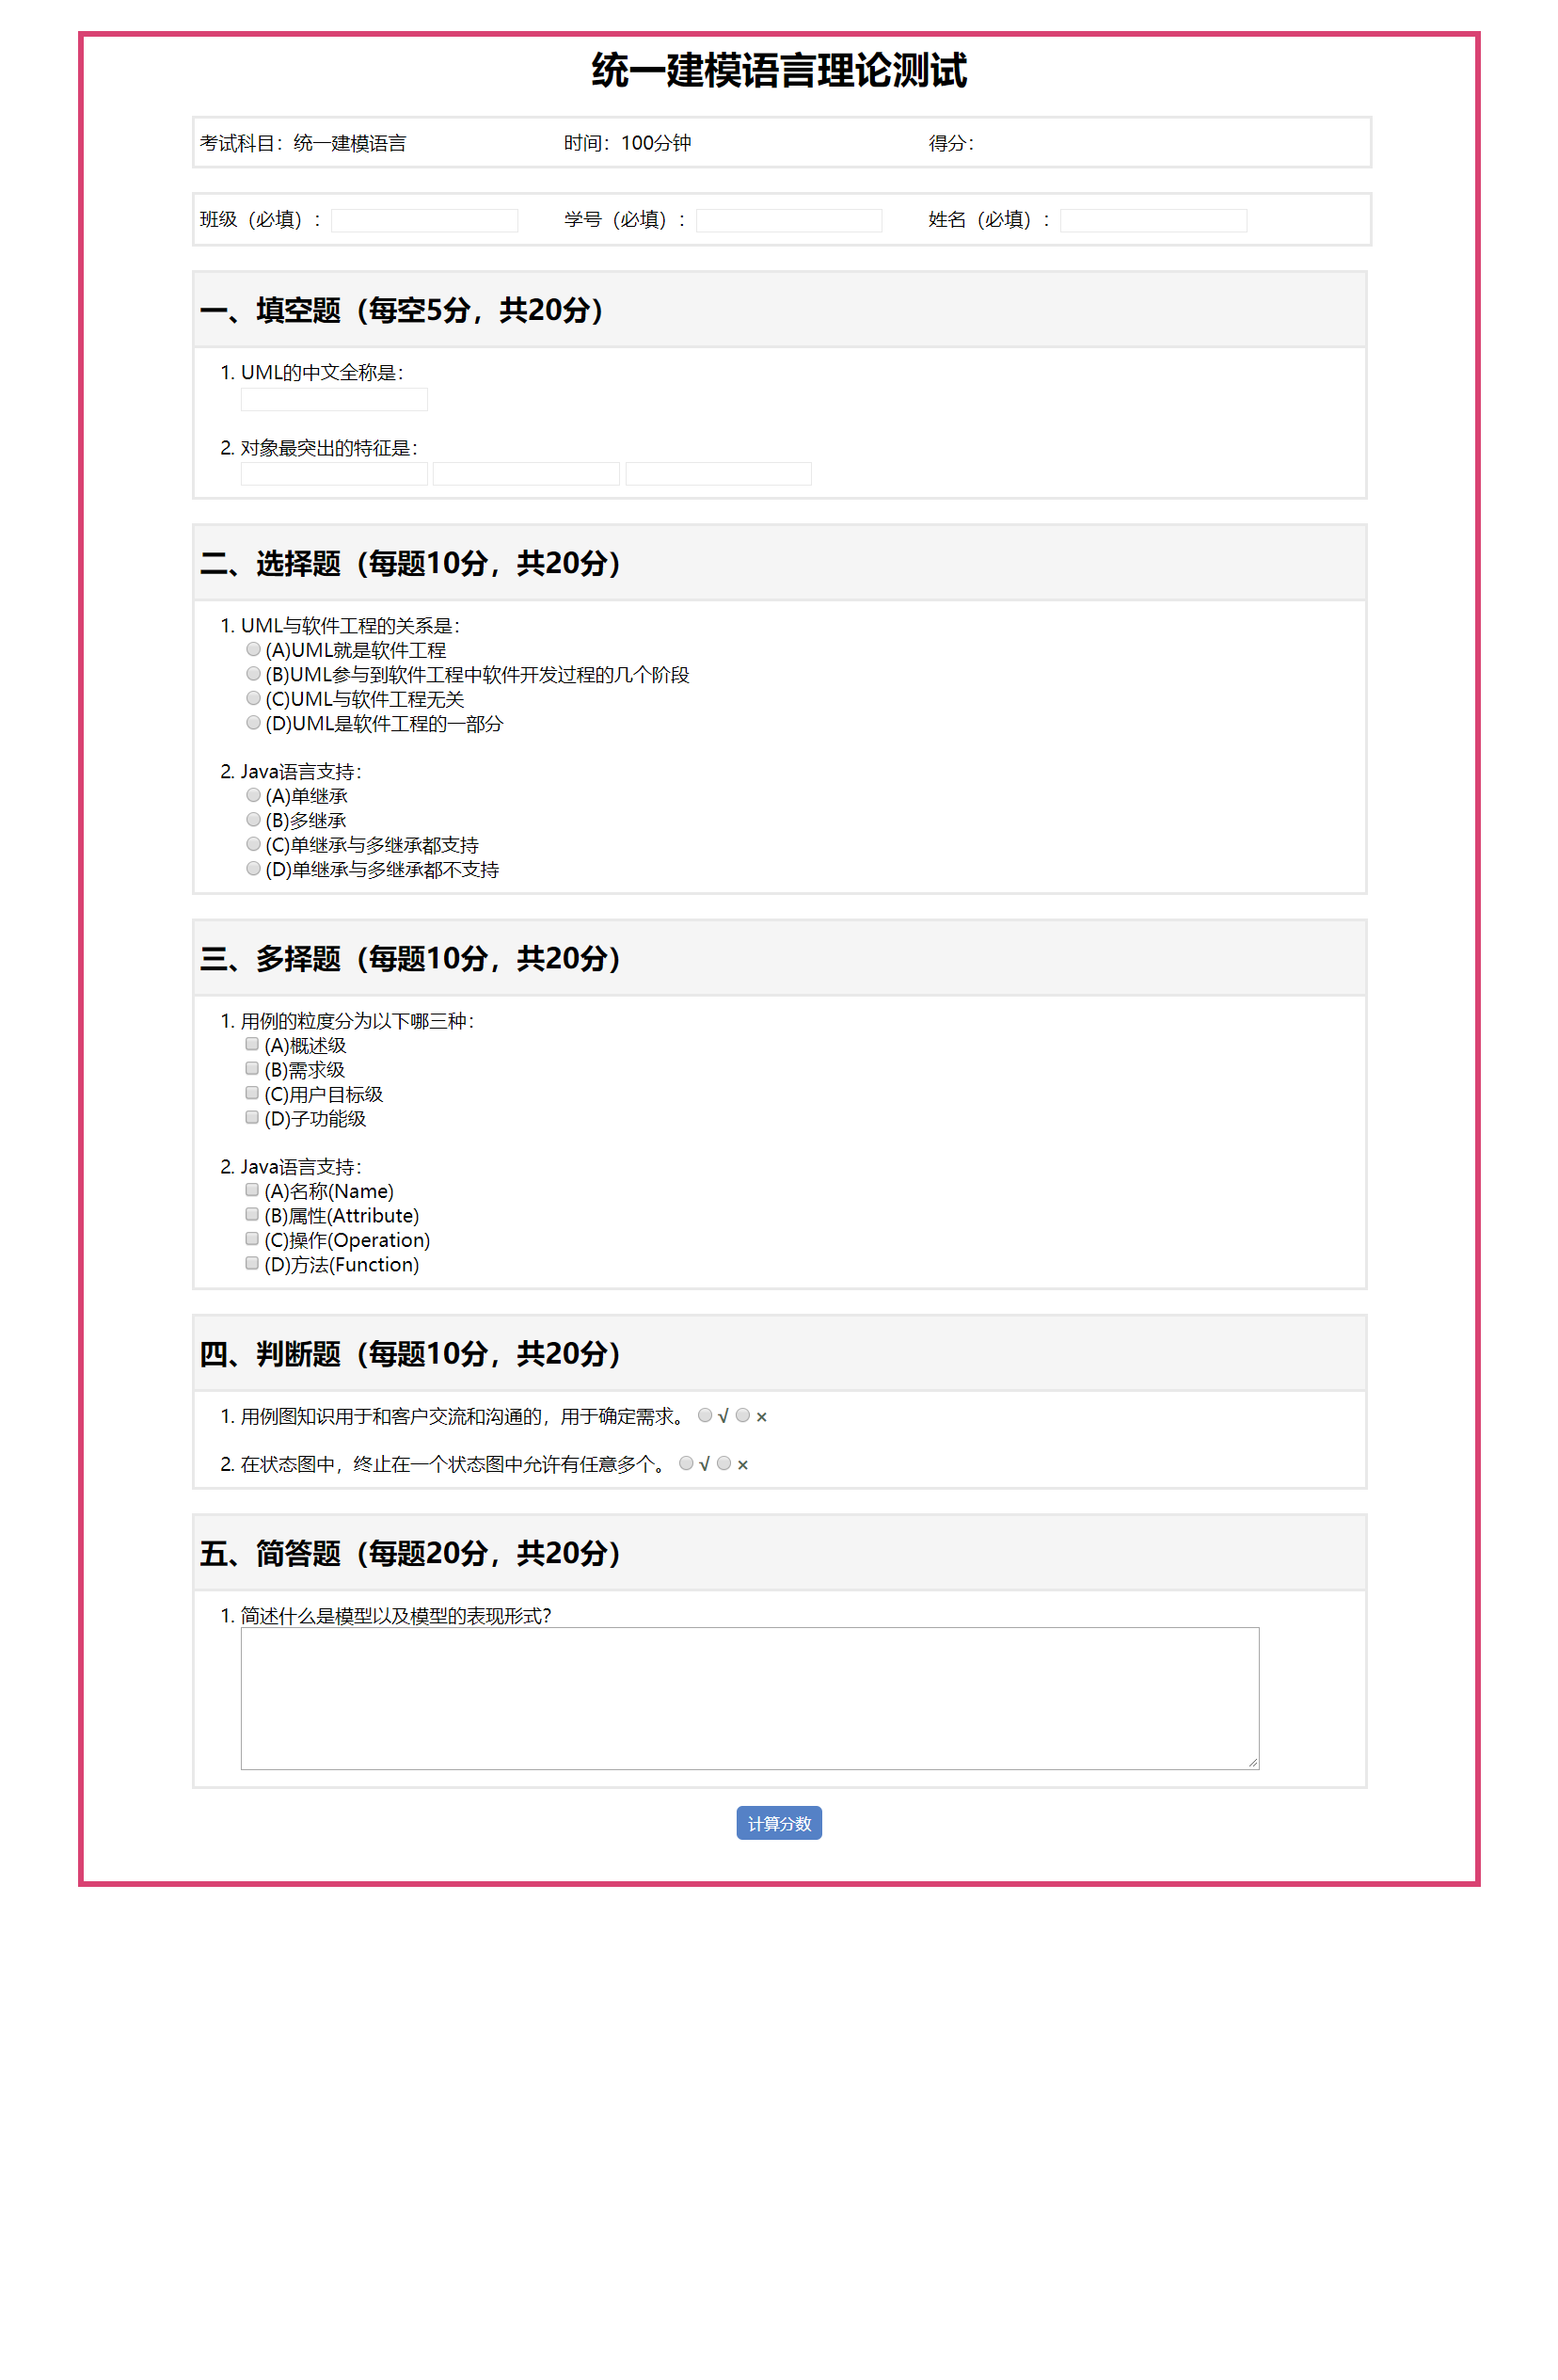 统一建模语言理论测试
考试科目：统一建模语言 时间：100分钟 得分：
班级（必填）： 学号（必填）： 姓名（必填）：
一、填空题（每空5分，共20分）
1. UML的中文全称是：
2. 对象最突出的特征是：
二、选择题（每题10分，共20分）
1. UML与软件工程的关系是：
(A)UML就是软件工程
(B)UML参与到软件工程中软件开发过程的几个阶段
(C)UML与软件工程无关
(D)UML是软件工程的一部分
2. Java语言支持：
(A)单继承
(B)多继承
(C)单继承与多继承都支持
(D)单继承与多继承都不支持
三、多择题（每题10分，共20分）
1. 用例的粒度分为以下哪三种：
(A)概述级
(B)需求级
(C)用户目标级
(D)子功能级
2. Java语言支持：
(A)名称(Name)
(B)属性(Attribute)
(C)操作(Operation)
(D)方法(Function)
四、判断题（每题10分，共20分）
1. 用例图知识用于和客户交流和沟通的，用于确定需求。 √ ×
2. 在状态图中，终止在一个状态图中允许有任意多个。 √ ×
五、简答题（每题20分，共20分）
1. 简述什么是模型以及模型的表现形式？
计算分数